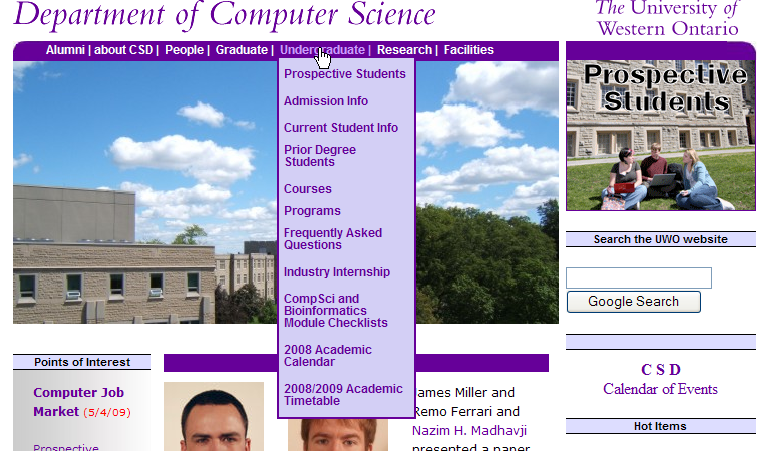 Department of Computer Science
The University of
Western Ontario
Alumni | about CSD | People | Graduate | Undergraduate | Research | Facilities
Prospective Students
Admission Info
Current Student Info
Prior Degree
Students
Courses
Programs
Frequently Asked
Questions
Industry Internship
CompSci and
Bioinformatics
Module Checklists
2008 Academic
Calendar
2008/2009 Academic
Timetable
Prospective
Students
Search the UWO website
Google Search
C S D
Calendar of Events
Hot Items
Points of Interest
Computer Job
Market (5/4/09)
Prospective
James Miller and
Remo Ferrari and
Nazim H. Madhavji
presented a paper